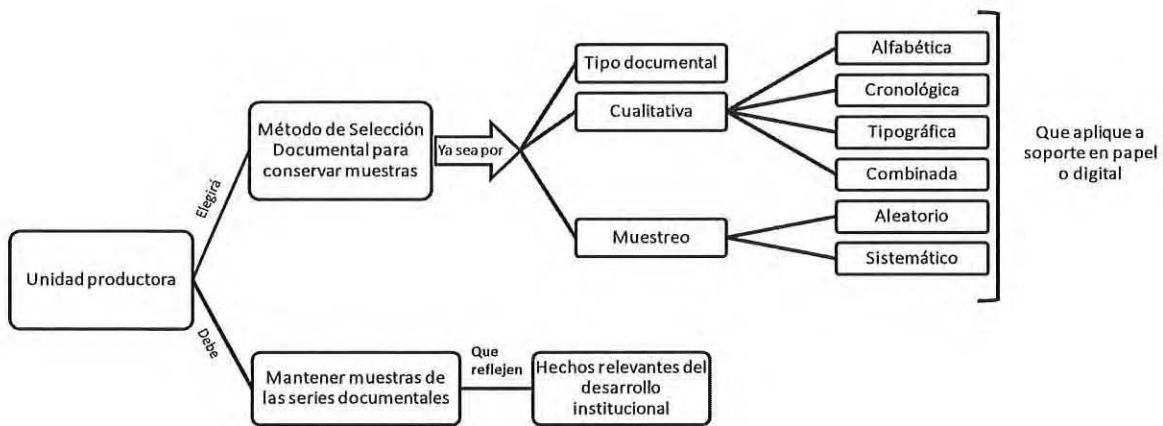 Unidad productora
Elegirá
Debe
Método de Selección
Documental para
conservar muestras
Ya sea por
Tipo documental
Cualitativa
Muestreo
Alfabética
Cronológica
Tipográfica
Combinada
Aleatorio
Sistemático
Que aplique a
soporte en papel
o digital
Mantener muestras de
las series documentales
Que
reflejen
Hechos relevantes del
desarrollo
institucional